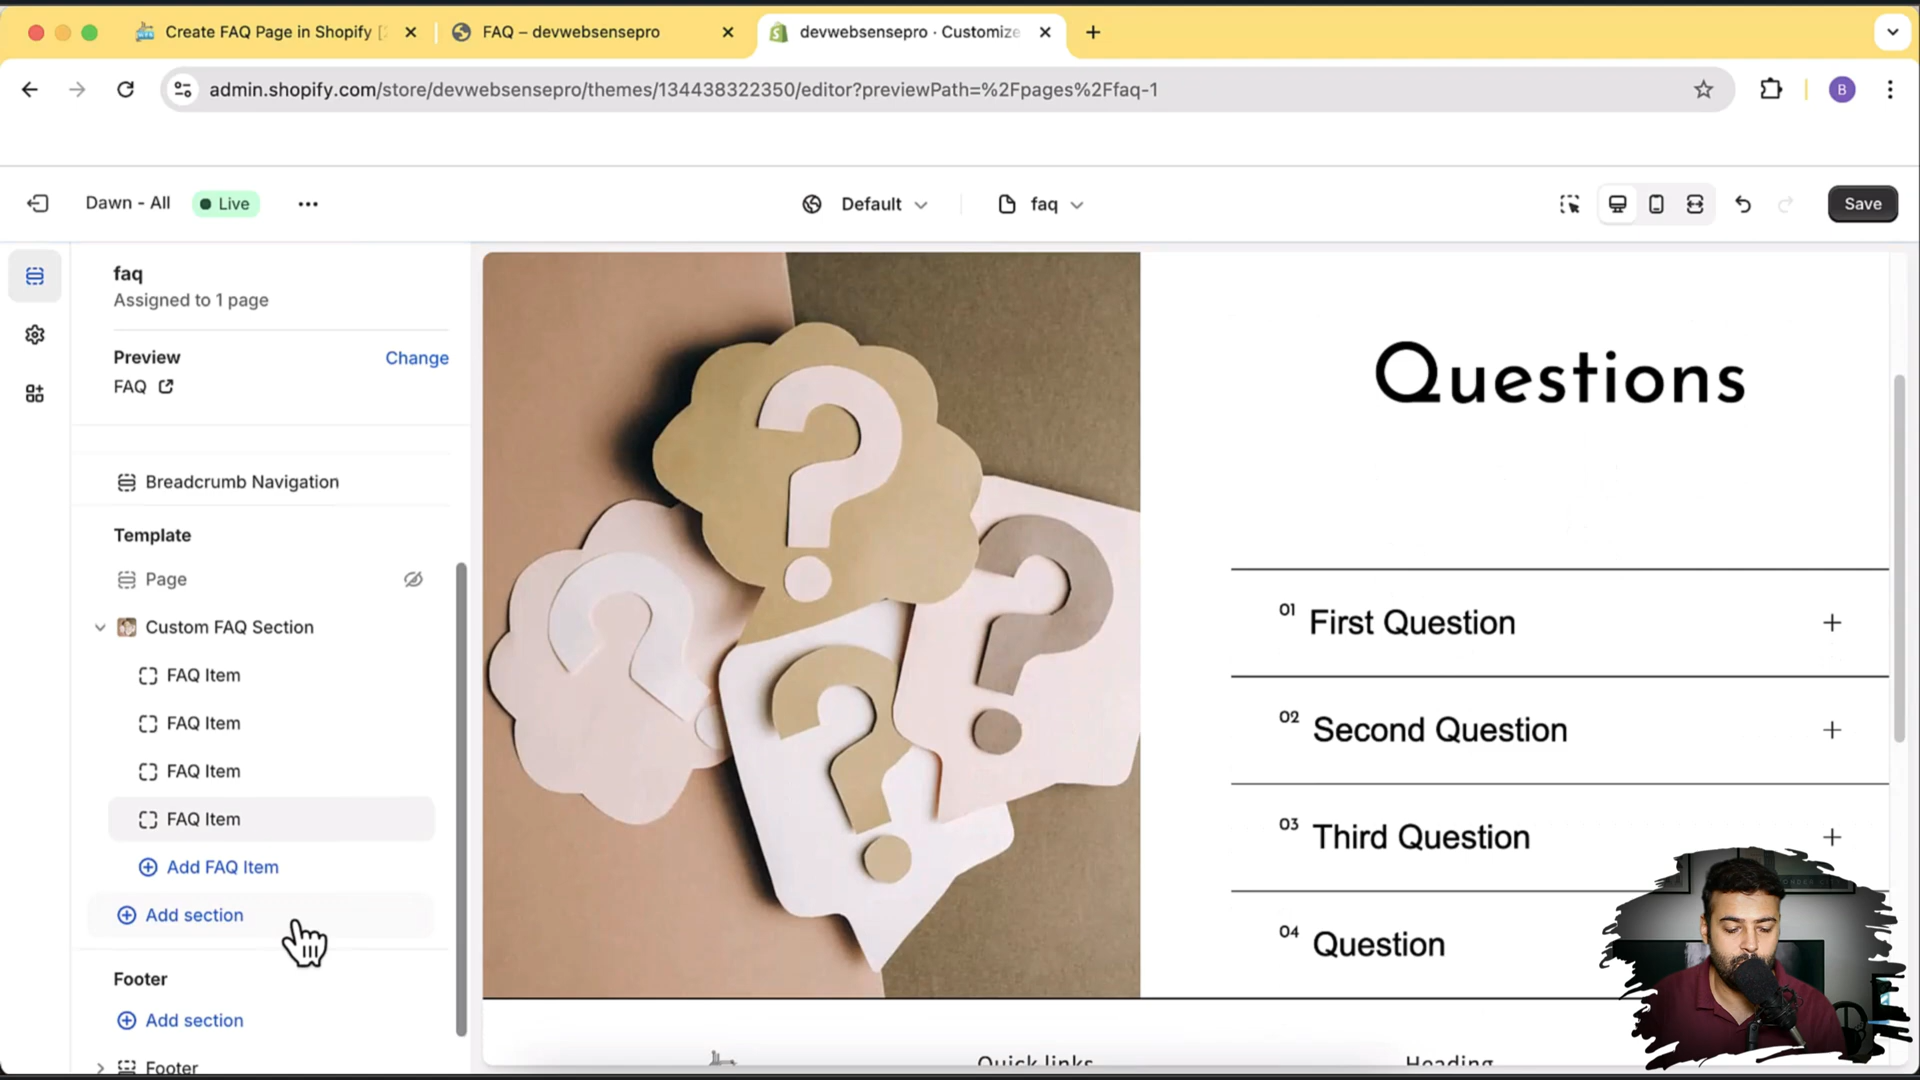 Create FAQ Page in Shopify [
FAQ – devwebsensepro
devwebsensepro · Customize
admin.shopify.com/store/devwebsensepro/themes/134438322350/editor?previewPath=%2Fpages%2Ffaq-1
B
Dawn - All
Live
Default
faq
Save
faq
Assigned to 1 page
Preview
Change
FAQ
Breadcrumb Navigation
Template
Page
Custom FAQ Section
FAQ Item
FAQ Item
FAQ Item
FAQ Item
Add FAQ Item
Add section
Footer
Add section
Footer
Questions
01 First Question
02 Second Question
03 Third Question
04 Question
Quick links
Heading